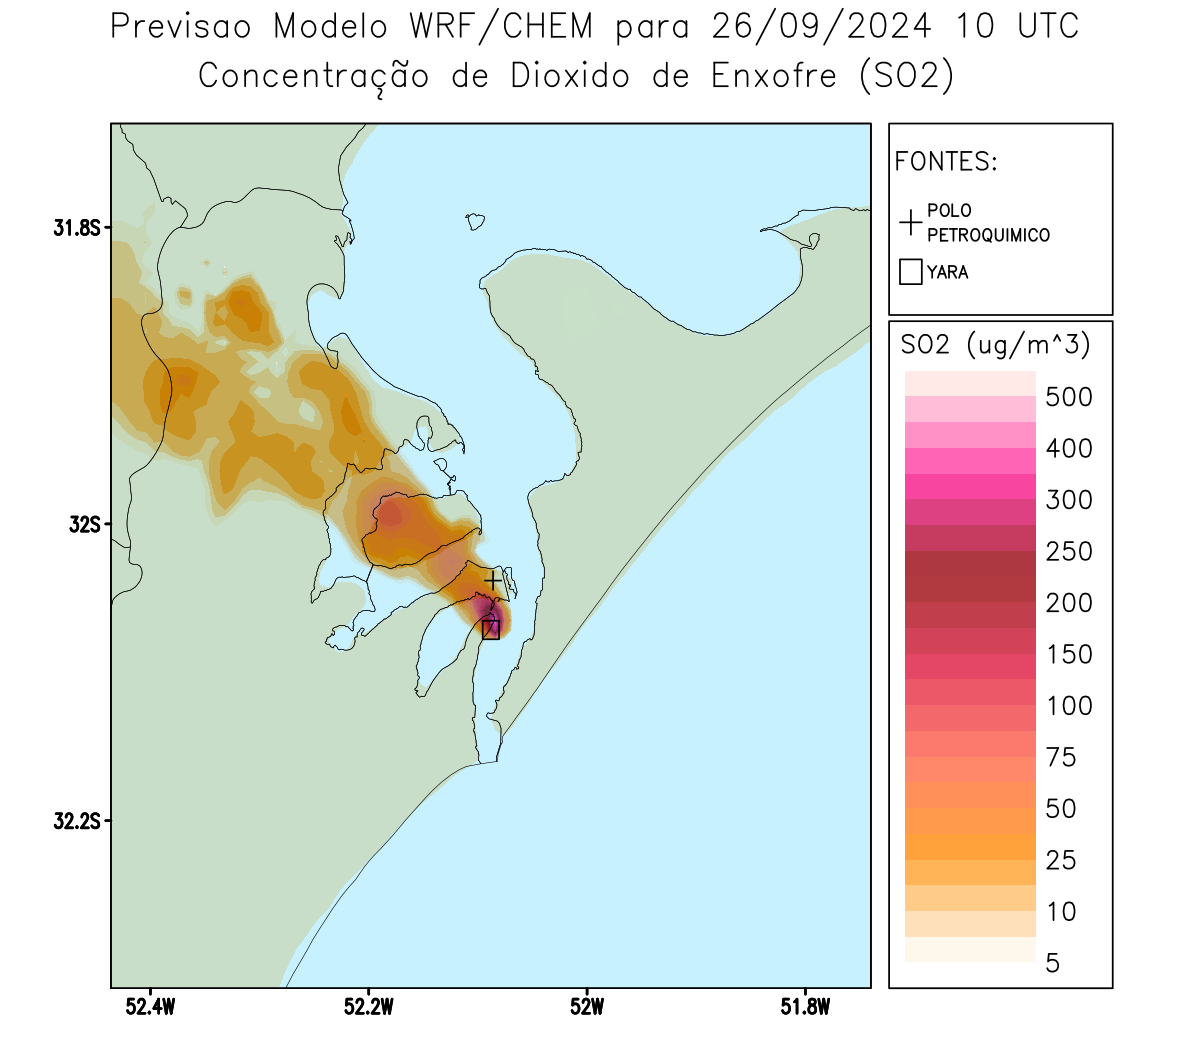 Previsao Modelo WRF/CHEM para 26/09/2024 10 UTC
Concentração de Dioxido de Enxofre (SO2)
FONTES:
POLO
PETROQUIMICO
YARA
SO2 (ug/m^3)
500
400
300
250
200
150
100
75
50
25
10
5
31.8S
32S
32.2S
52.4W
52.2W
52W
51.8W